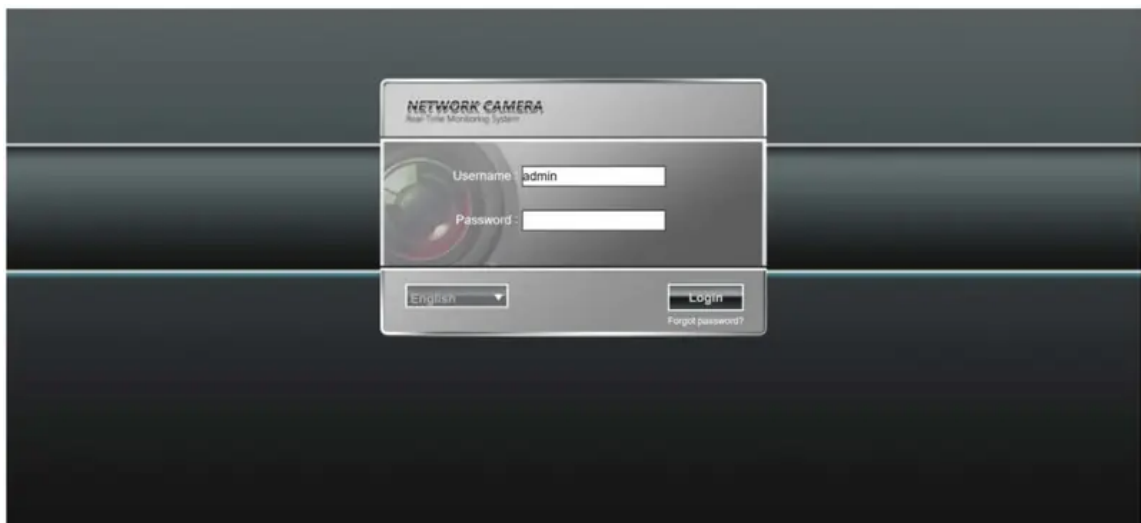 NETWORK CAMERA
Real-Time Monitoring System
Username : admin
Password :
English
Login
Forgot password?